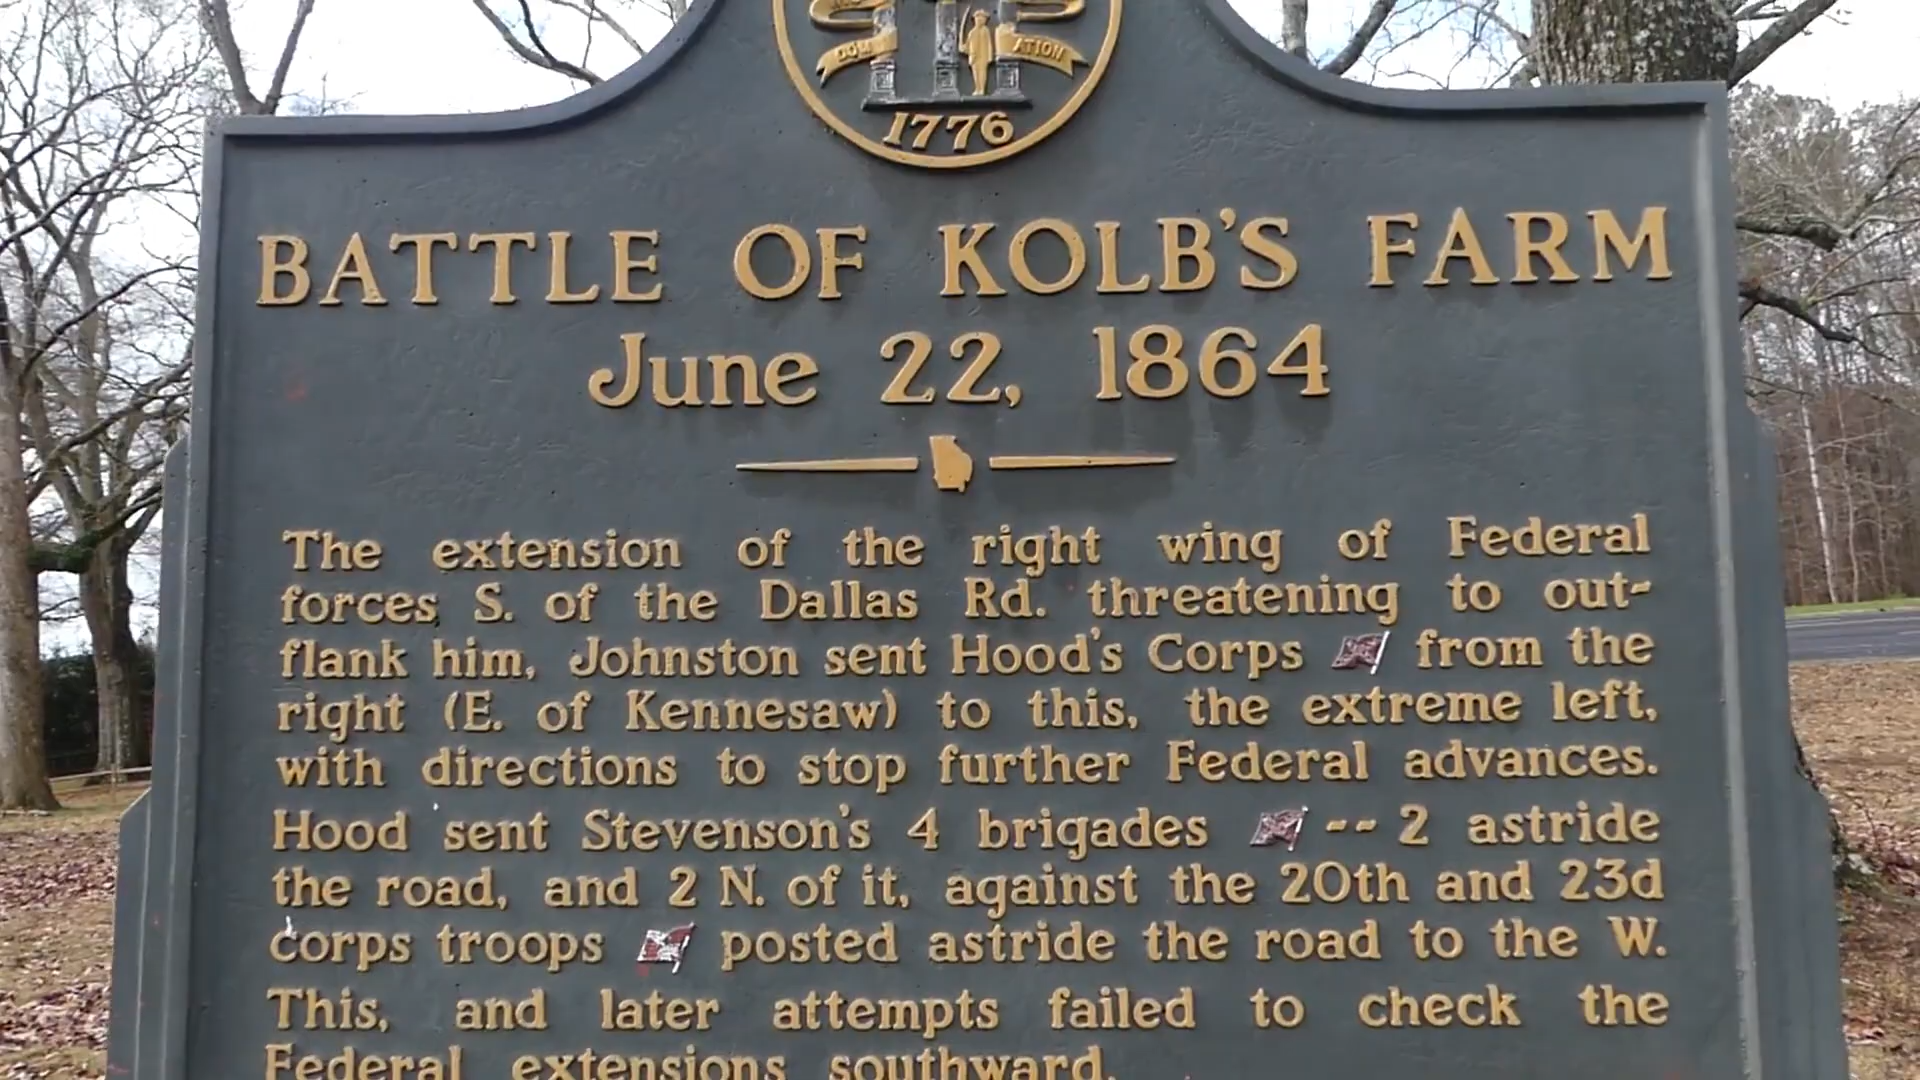 ATION
1776
BATTLE OF KOLB'S FARM
June 22, 1864
The extension of the right wing of Federal
forces S. of the Dallas Rd. threatening to out-
flank him, Johnston sent Hood's Corps from the
right (E. of Kennesaw) to this, the extreme left,
with directions to stop further Federal advances.
Hood sent Stevenson's 4 brigades -- 2 astride
the road, and 2 N. of it, against the 20th and 23d
corps troops posted astride the road to the W.
This, and later attempts failed to check the
Federal extensions southward.